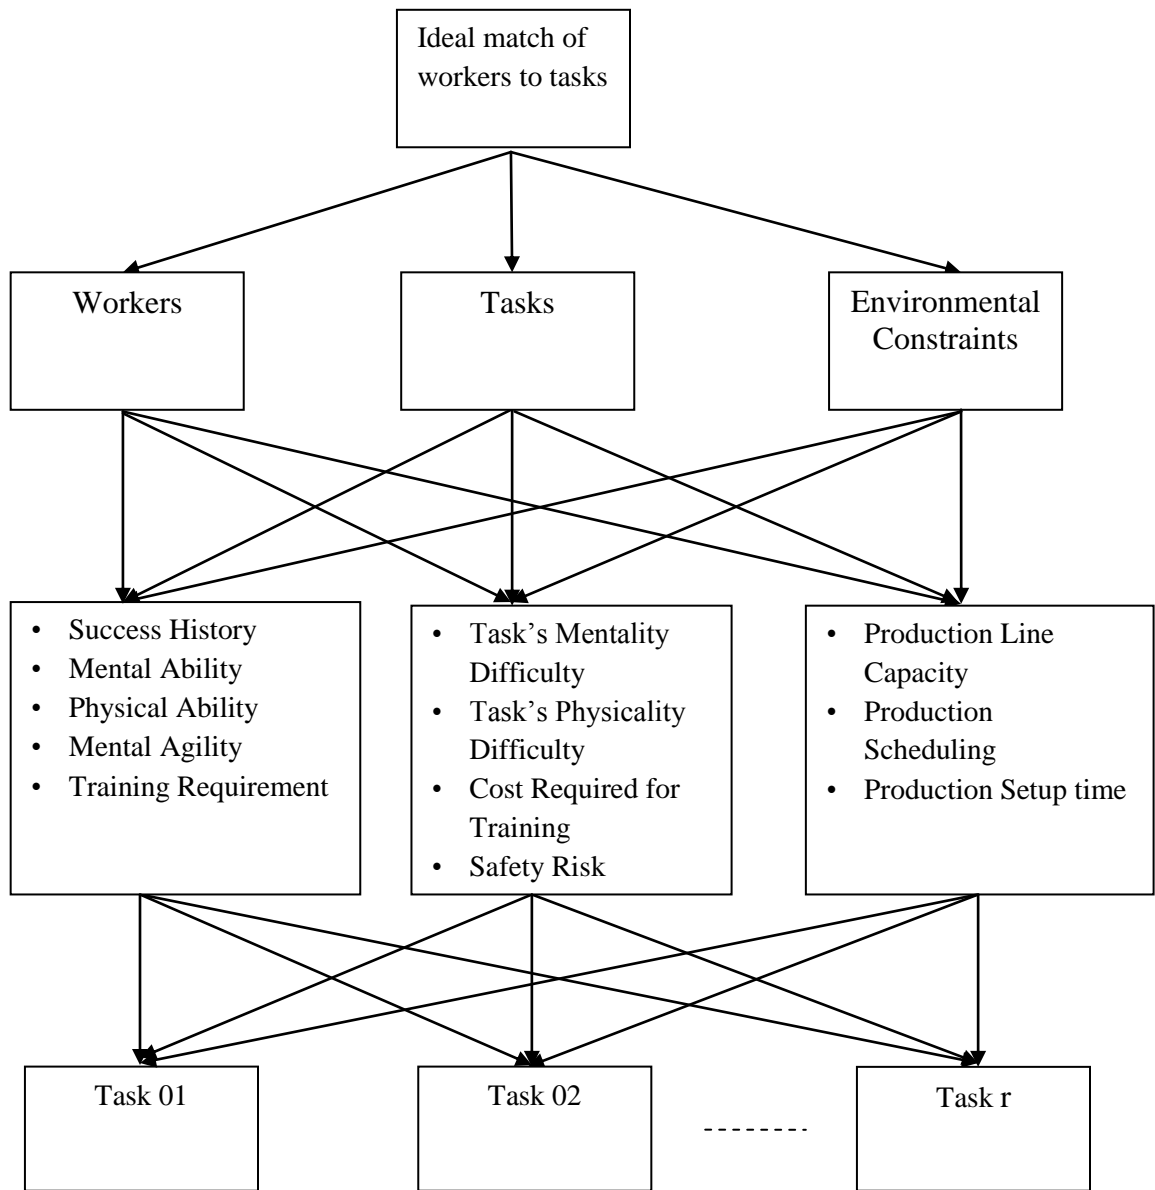 Ideal match of
workers to tasks
Workers
Tasks
Environmental
Constraints
• Success History
• Mental Ability
• Physical Ability
• Mental Agility
• Training Requirement
• Task's Mentality
Difficulty
• Task's Physicality
Difficulty
• Cost Required for
Training
• Safety Risk
• Production Line
Capacity
• Production
Scheduling
• Production Setup time
Task 01
Task 02
Task r